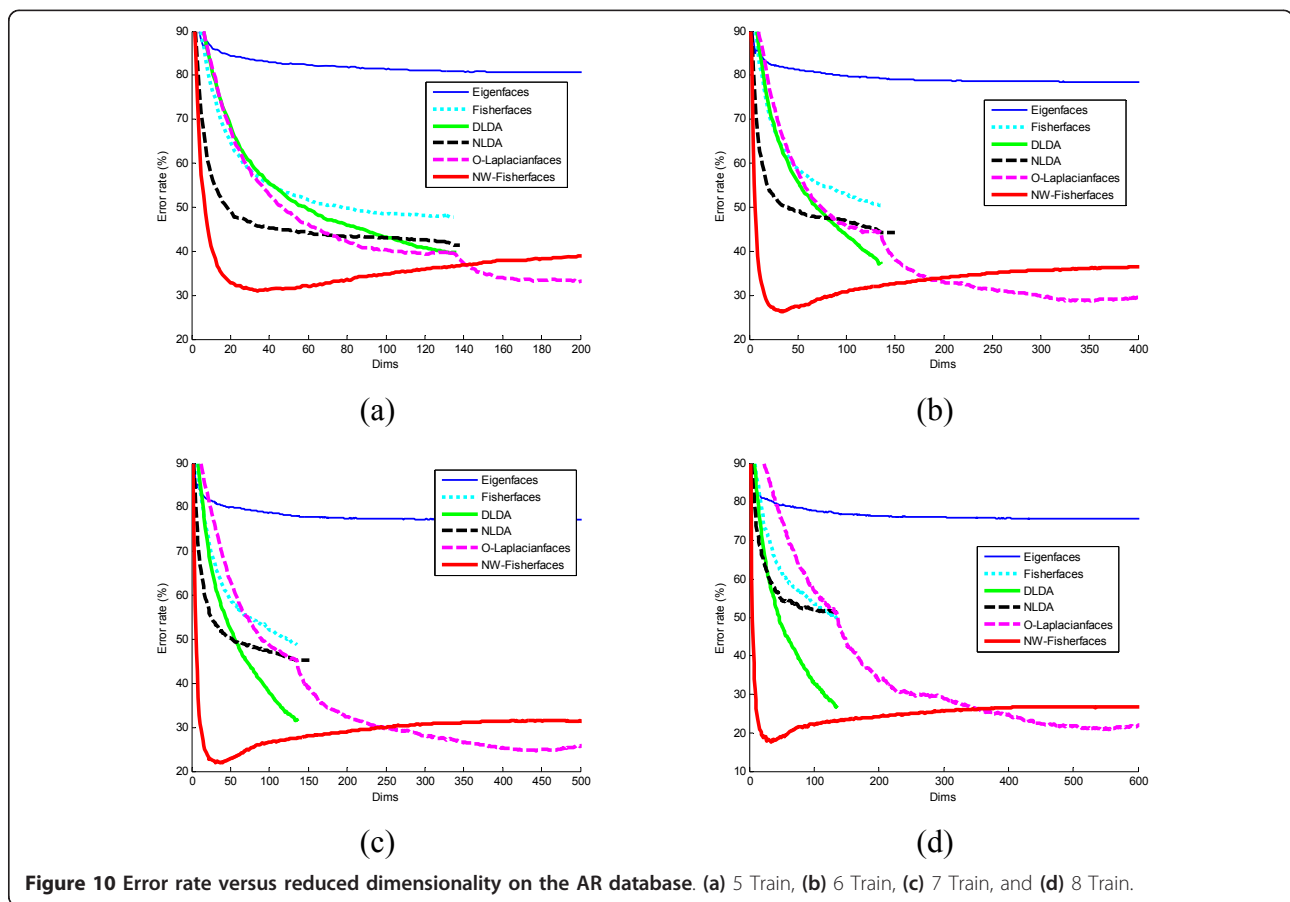 90
80
70
60
50
40
30
20
Error rate (%)
0 20 40 60 80 100 120 140 160 180 200
Dims
Eigenfaces
Fisherfaces
DLDA
NLDA
O-Laplacianfaces
NW-Fisherfaces
(a)
90
80
70
60
50
40
30
20
Error rate (%)
0 50 100 150 200 250 300 350 400
Dims
Eigenfaces
Fisherfaces
DLDA
NLDA
O-Laplacianfaces
NW-Fisherfaces
(b)
90
80
70
60
50
40
30
20
Error rate (%)
0 50 100 150 200 250 300 350 400 450 500
Dims
Eigenfaces
Fisherfaces
DLDA
NLDA
O-Laplacianfaces
NW-Fisherfaces
(c)
90
80
70
60
50
40
30
20
10
Error rate (%)
0 100 200 300 400 500 600
Dims
Eigenfaces
Fisherfaces
DLDA
NLDA
O-Laplacianfaces
NW-Fisherfaces
(d)
Figure 10 Error rate versus reduced dimensionality on the AR database. (a) 5 Train, (b) 6 Train, (c) 7 Train, and (d) 8 Train.